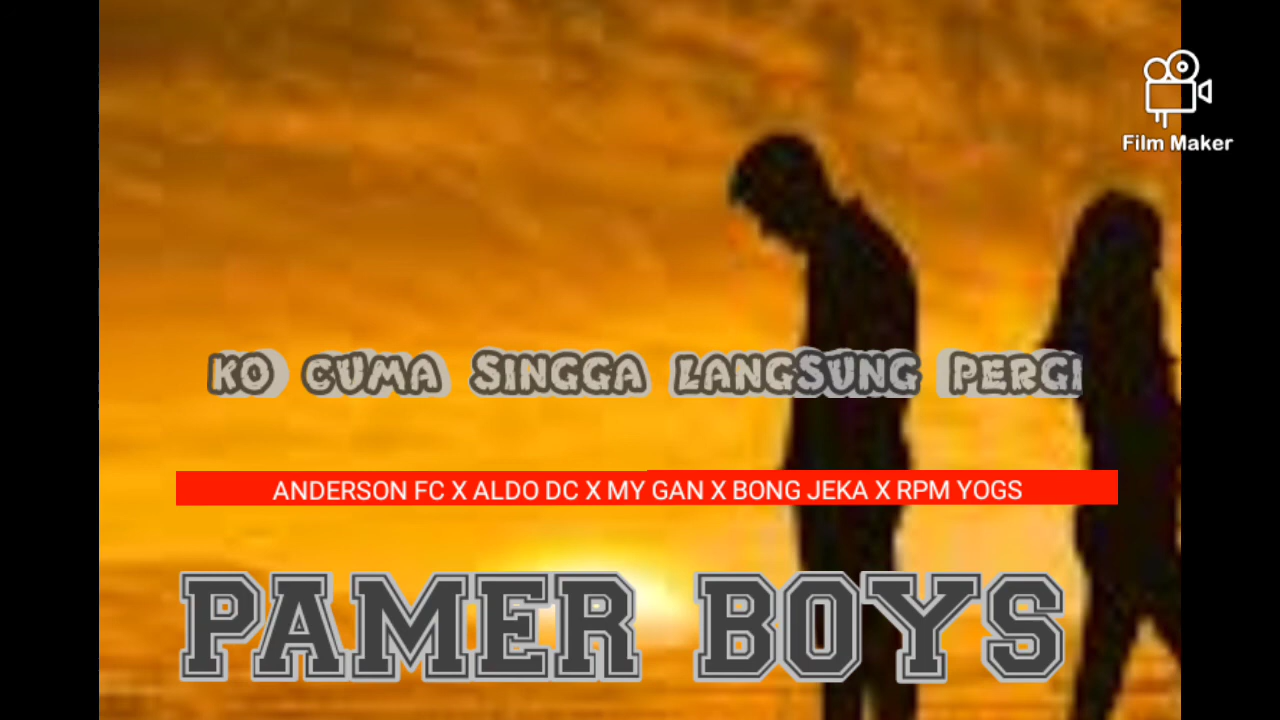 Film Maker
KO CUMA SINGGA LANGSUNG PERGI
ANDERSON FC X ALDO DC X MY GAN X BONG JEKA X RPM YOGS
PAMER BOYS